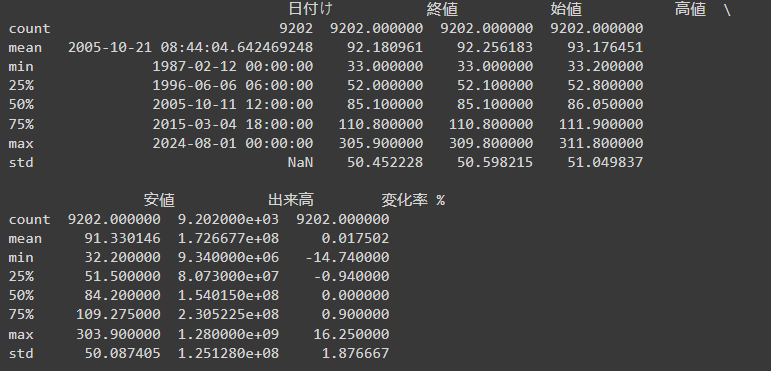 日付け 終値 始値 高値 \
count 9202 9202.000000 9202.000000 9202.000000
mean 2005-10-21 08:44:04.642469248 92.180961 92.256183 93.176451
min 1987-02-12 00:00:00 33.000000 33.000000 33.200000
25% 1996-06-06 06:00:00 52.000000 52.100000 52.800000
50% 2005-10-11 12:00:00 85.100000 85.100000 86.050000
75% 2015-03-04 18:00:00 110.800000 110.800000 111.900000
max 2024-08-01 00:00:00 305.900000 309.800000 311.800000
std NaN 50.452228 50.598215 51.049837
安値 出来高 変化率 %
count 9202.000000 9.202000e+03 9202.000000
mean 91.330146 1.726677e+08 0.017502
min 32.200000 9.340000e+06 -14.740000
25% 51.500000 8.073000e+07 -0.940000
50% 84.200000 1.540150e+08 0.000000
75% 109.275000 2.305225e+08 0.900000
max 303.900000 1.280000e+09 16.250000
std 50.087405 1.251280e+08 1.876667